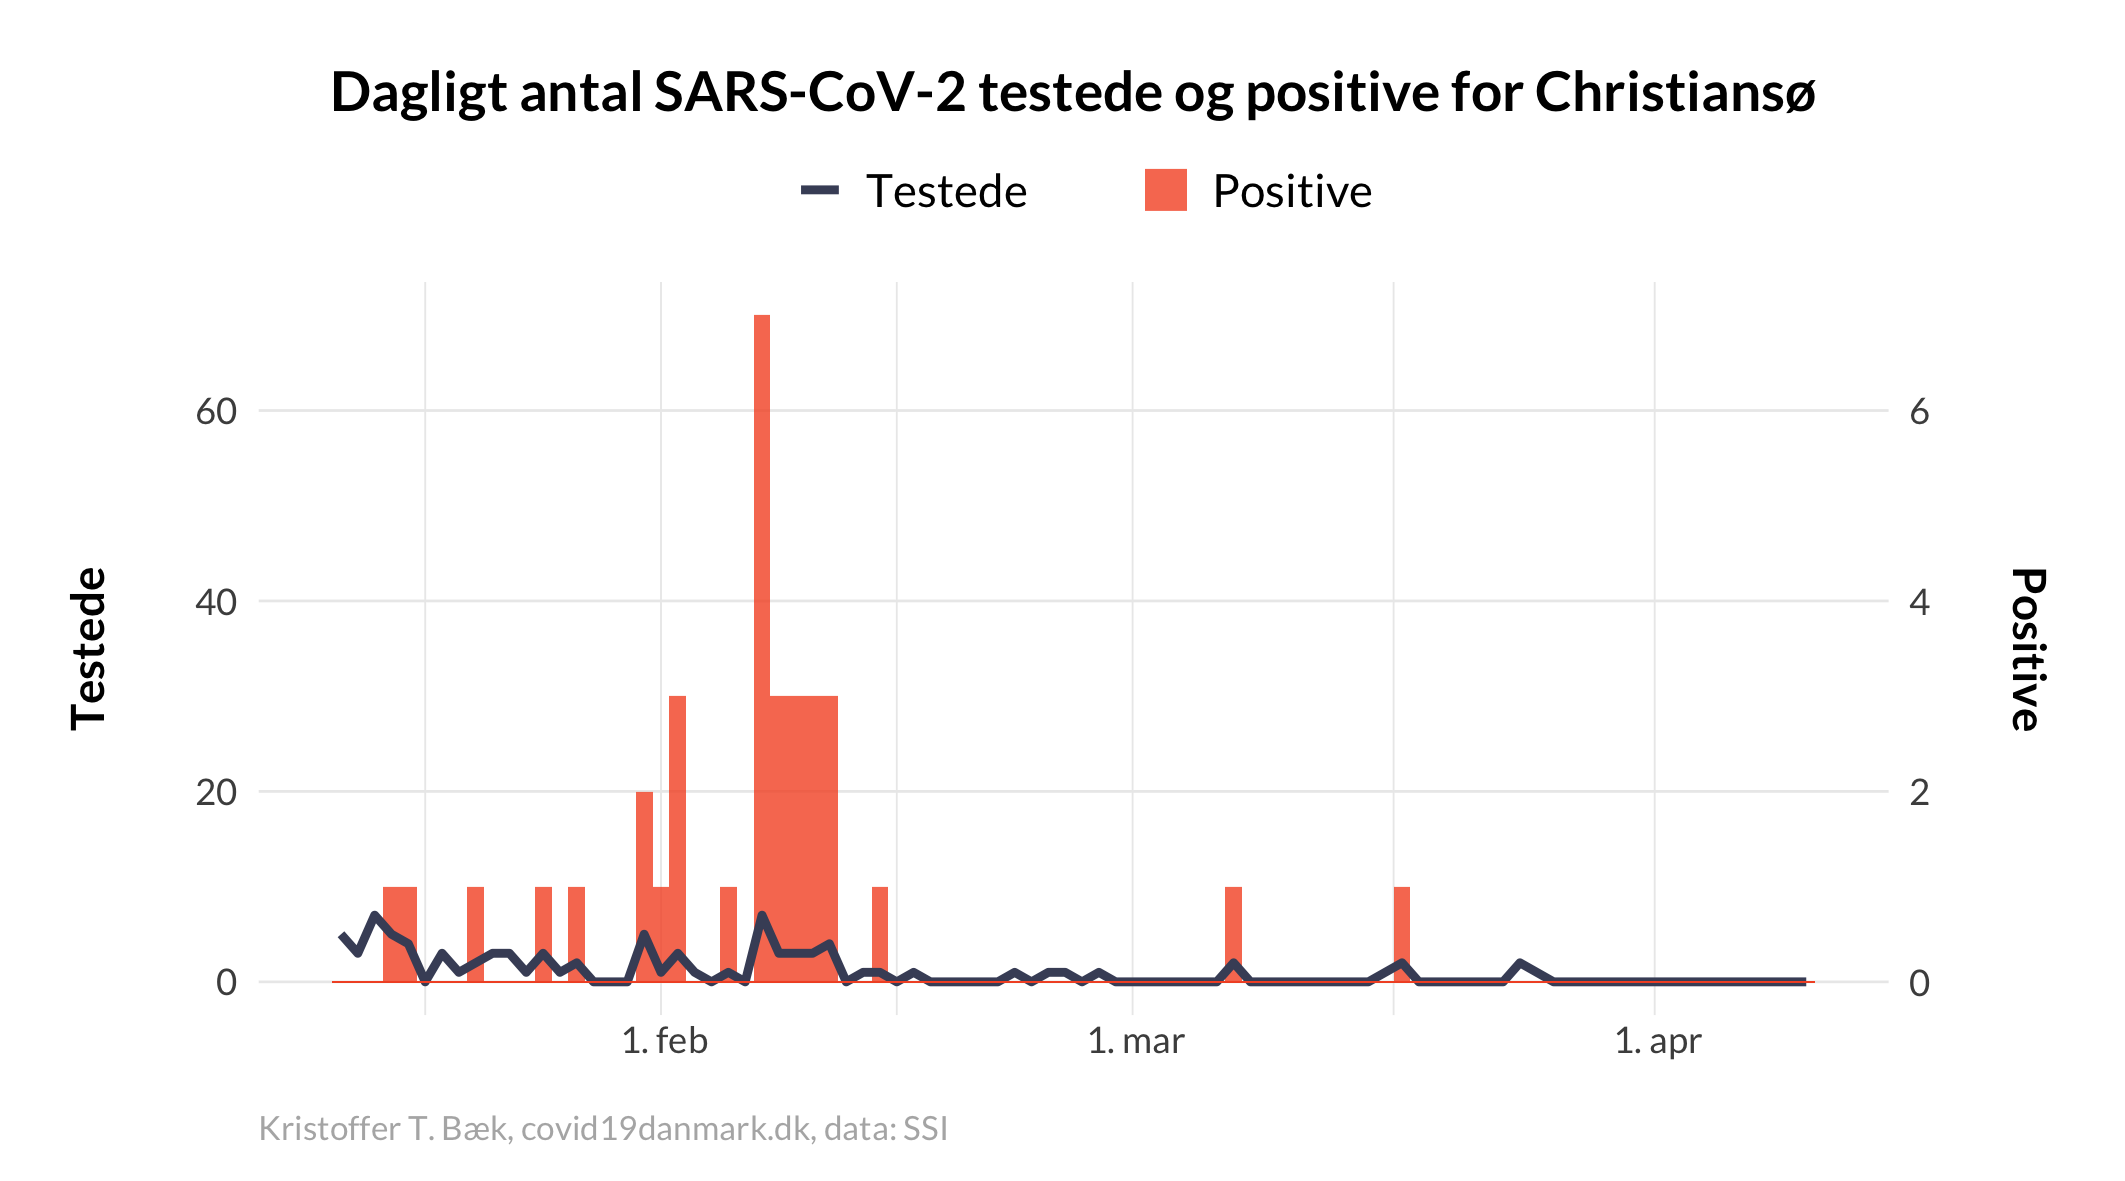 Dagligt antal SARS-CoV-2 testede og positive for Christiansø
Testede
Positive
60
40
20
0
6
4
2
0
Testede
Positive
1. feb
1. mar
1. apr
Kristoffer T. Bæk, covid19danmark.dk, data: SSI